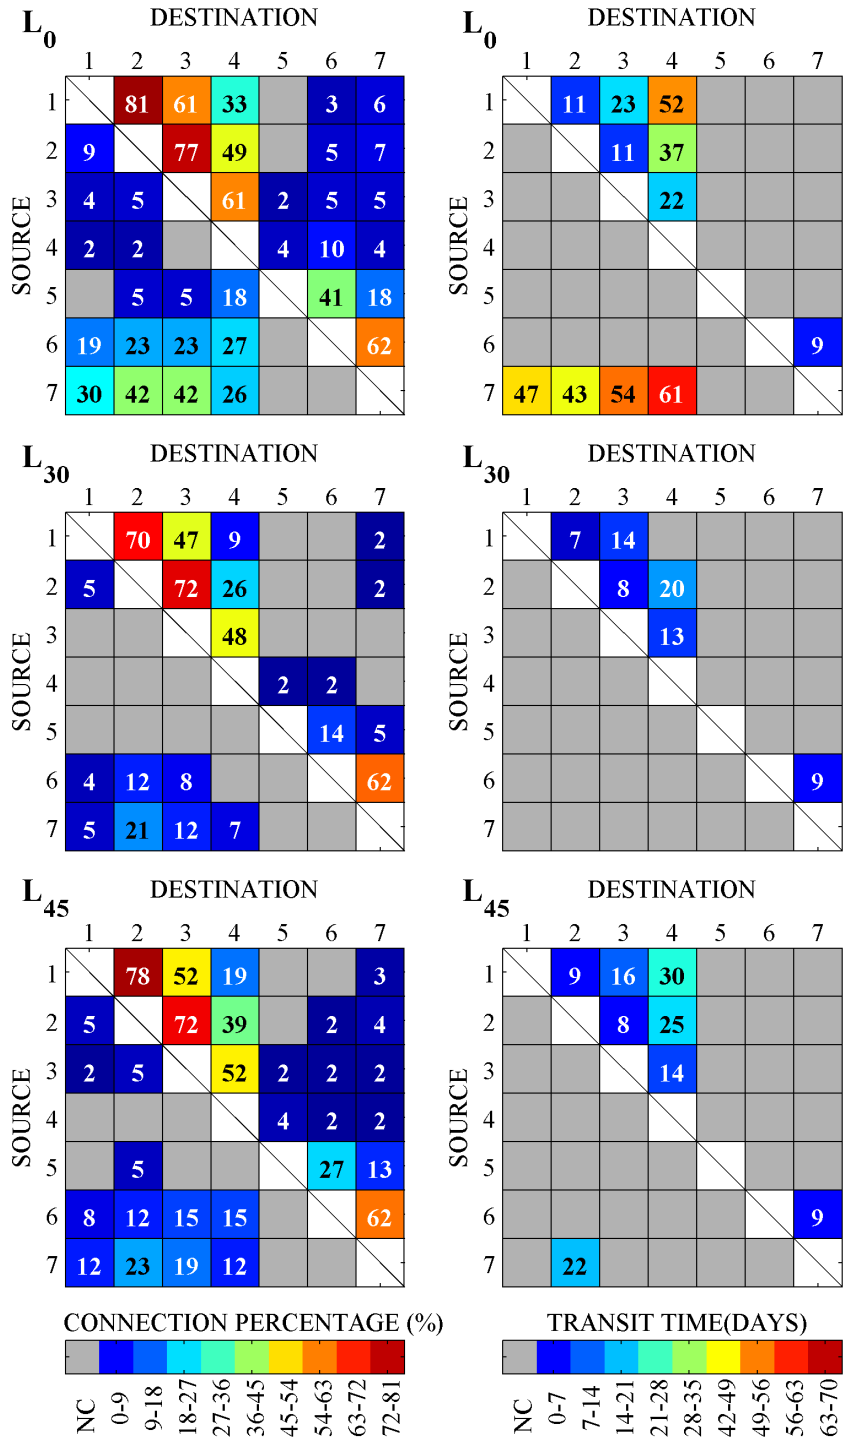 L0 DESTINATION
1 2 3 4 5 6 7
SOURCE
1 81 61 33 3 6
2 9 77 49 5 7
3 4 5 61 2 5 5
4 2 2 4 10 4
5 5 5 18 41 18
6 19 23 23 27 62
7 30 42 42 26
L0 DESTINATION
1 2 3 4 5 6 7
SOURCE
1 11 23 52
2 11 37
3 22
4
5
6 9
7 47 43 54 61
L30 DESTINATION
1 2 3 4 5 6 7
SOURCE
1 70 47 9 2
2 5 72 26 2
3 48
4 2 2
5 14 5
6 4 12 8 62
7 5 21 12 7
L30 DESTINATION
1 2 3 4 5 6 7
SOURCE
1 7 14
2 8 20
3 13
4
5
6 9
7
L45 DESTINATION
1 2 3 4 5 6 7
SOURCE
1 78 52 19 3
2 5 72 39 2 4
3 2 5 52 2 2 2
4 4 2 2
5 5 27 13
6 8 12 15 15 62
7 12 23 19 12
L45 DESTINATION
1 2 3 4 5 6 7
SOURCE
1 9 16 30
2 8 25
3 14
4
5
6 9
7 22
CONNECTION PERCENTAGE (%)
NC 0-9 9-18 18-27 27-36 36-45 45-54 54-63 63-72 72-81
TRANSIT TIME(DAYS)
NC 0-7 7-14 14-21 21-28 28-35 42-49 49-56 56-63 63-70